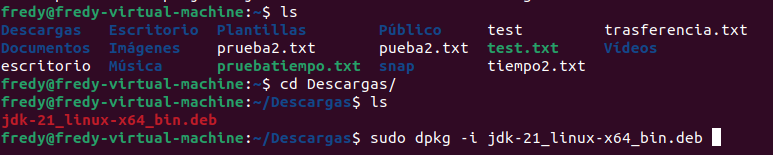 fredy@fredy-virtual-machine:~$ ls
Descargas Escritorio Plantillas Público test trasferencia.txt
Documentos Imágenes prueba2.txt pueba2.txt test.txt Vídeos
escritorio Música pruebatiempo.txt snap tiempo2.txt
fredy@fredy-virtual-machine:~$ cd Descargas/
fredy@fredy-virtual-machine:~/Descargas$ ls
jdk-21_linux-x64_bin.deb
fredy@fredy-virtual-machine:~/Descargas$ sudo dpkg -i jdk-21_linux-x64_bin.deb